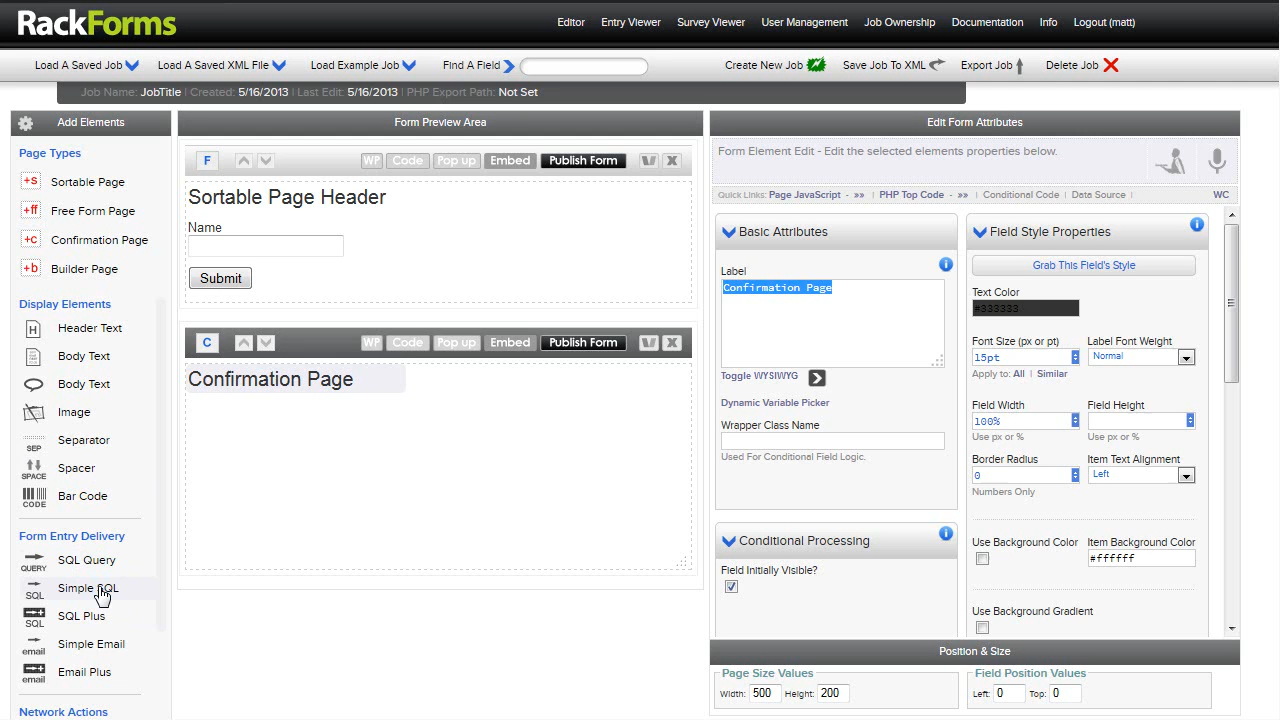 RackForms
Editor Entry Viewer Survey Viewer User Management Job Ownership Documentation Info Logout (matt)
Load A Saved Job Load A Saved XML File Load Example Job Find A Field Create New Job Save Job To XML Export Job Delete Job
Job Name: JobTitle | Created: 5/16/2013 | Last Edit: 5/16/2013 | PHP Export Path: Not Set
Add Elements
Page Types
+s Sortable Page
+ff Free Form Page
+c Confirmation Page
+b Builder Page
Display Elements
H Header Text
Body Text
Body Text
Image
SEP Separator
SPACE Spacer
CODE Bar Code
Form Entry Delivery
QUERY SQL Query
SQL Simple SQL
SQL SQL Plus
email Simple Email
email Email Plus
Network Actions
Form Preview Area
F WP Code Pop up Embed Publish Form X
Sortable Page Header
Name
Submit
C WP Code Pop up Embed Publish Form X
Confirmation Page
Edit Form Attributes
Form Element Edit - Edit the selected elements properties below.
Quick Links: Page JavaScript - »» | PHP Top Code - »» | Conditional Code | Data Source | WC
Basic Attributes
Label
Confirmation Page
Toggle WYSIWYG
Dynamic Variable Picker
Wrapper Class Name
Used For Conditional Field Logic.
Conditional Processing
Field Initially Visible?
Field Style Properties
Grab This Field's Style
Text Color
#333333
Font Size (px or pt) Label Font Weight
15pt Normal
Apply to: All | Similar
Field Width Field Height
100%
Use px or % Use px or %
Border Radius Item Text Alignment
0 Left
Numbers Only
Use Background Color Item Background Color
#ffffff
Use Background Gradient
Position & Size
Page Size Values Field Position Values
Width: 500 Height: 200 Left: 0 Top: 0